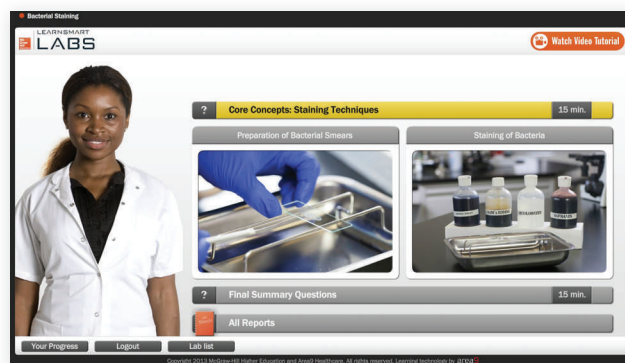 Bacterial Staining
LEARNSMART
LABS
Watch Video Tutorial
? Core Concepts: Staining Techniques 15 min.
Preparation of Bacterial Smears
Staining of Bacteria
? Final Summary Questions 15 min.
All Reports
Your Progress Logout Lab list
Copyright 2013 McGraw-Hill Higher Education and Area9 Healthcare. All rights reserved. Learning technology by area9